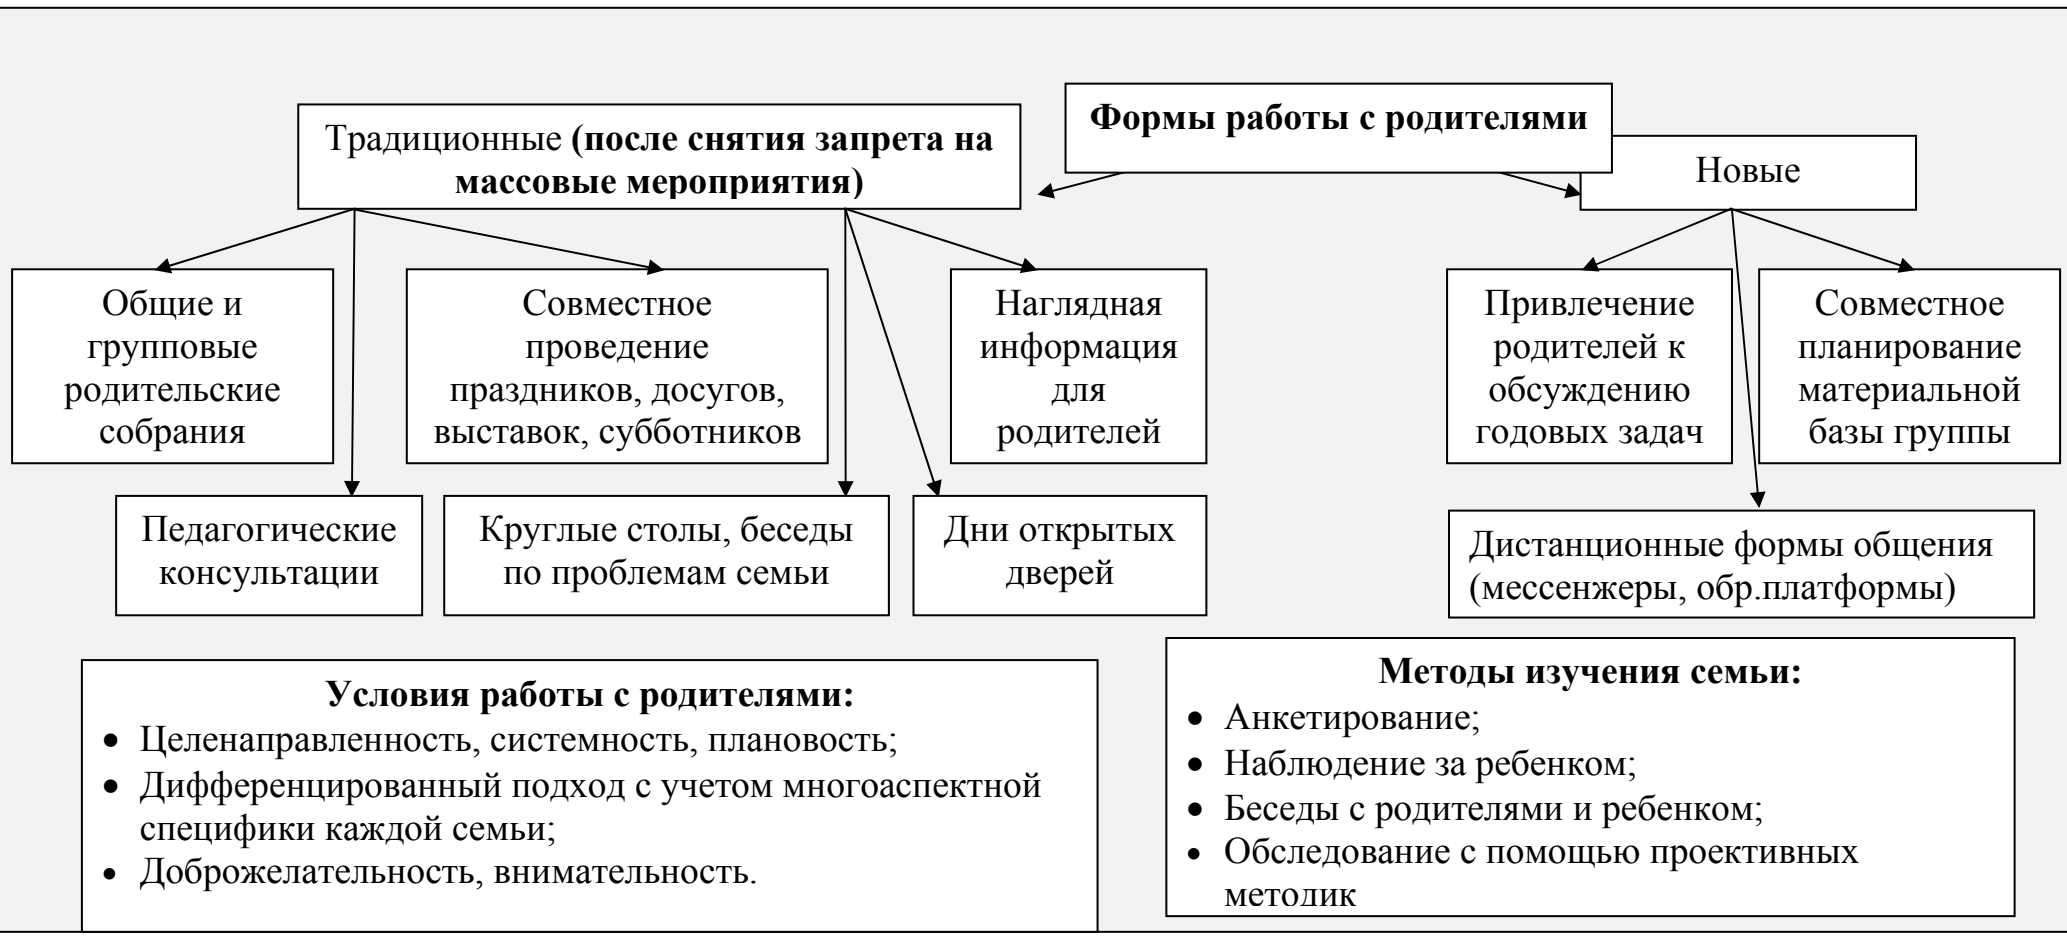 Формы работы с родителями
Традиционные (после снятия запрета на
массовые мероприятия)
Новые
Общие и
групповые
родительские
собрания
Совместное
проведение
праздников, досугов,
выставок, субботников
Наглядная
информация
для
родителей
Привлечение
родителей к
обсуждению
годовых задач
Совместное
планирование
материальной
базы группы
Педагогические
консультации
Круглые столы, беседы
по проблемам семьи
Дни открытых
дверей
Дистанционные формы общения
(мессенжеры, обр.платформы)
Условия работы с родителями:
• Целенаправленность, системность, плановость;
• Дифференцированный подход с учетом многоаспектной
специфики каждой семьи;
• Доброжелательность, внимательность.
Методы изучения семьи:
• Анкетирование;
• Наблюдение за ребенком;
• Беседы с родителями и ребенком;
• Обследование с помощью проективных
методик